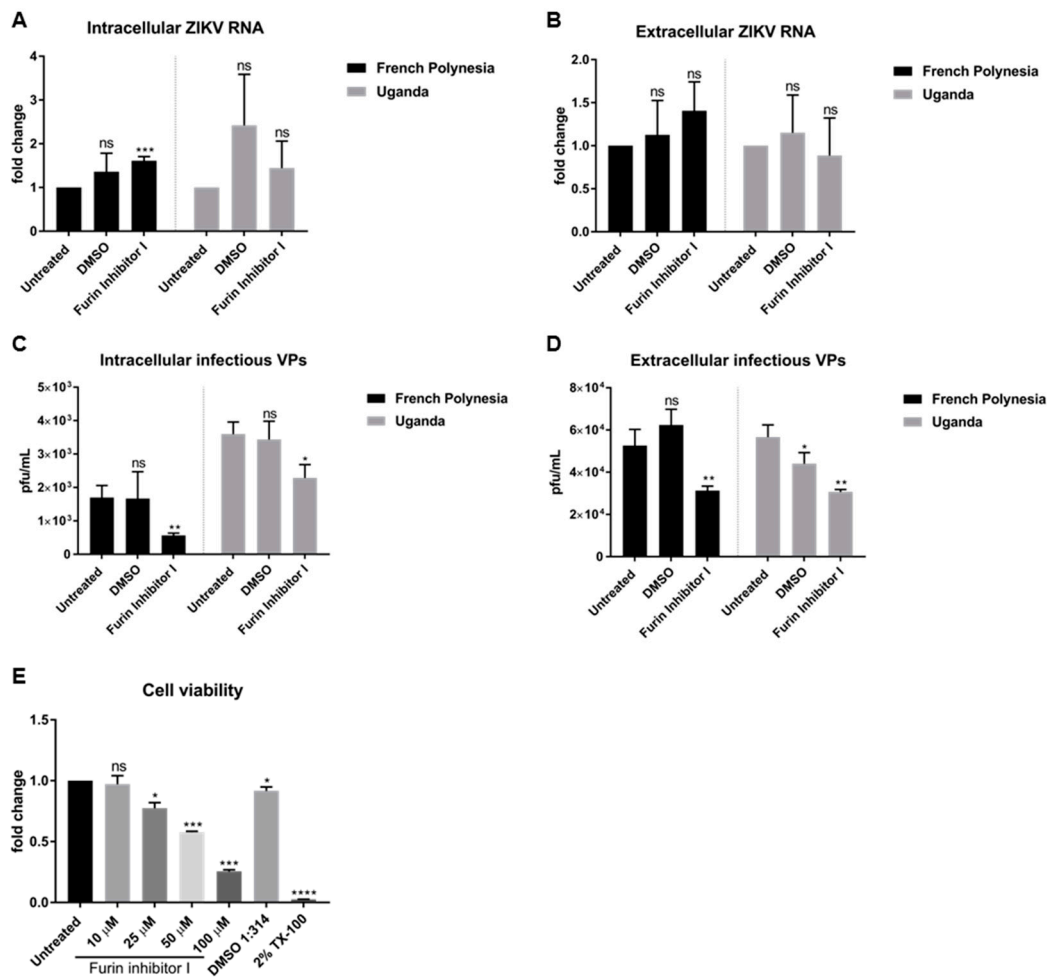 A
Intracellular ZIKV RNA
fold change
4
3
2
1
0
ns
***
ns
ns
Untreated
DMSO
Furin Inhibitor I
Untreated
DMSO
Furin Inhibitor I
French Polynesia
Uganda
B
Extracellular ZIKV RNA
fold change
2.0
1.5
1.0
0.5
0.0
ns
ns
ns
ns
Untreated
DMSO
Furin Inhibitor I
Untreated
DMSO
Furin Inhibitor I
French Polynesia
Uganda
C
Intracellular infectious VPs
pfu/mL
5×10³
4×10³
3×10³
2×10³
1×10³
0
ns
**
ns
*
Untreated
DMSO
Furin Inhibitor I
Untreated
DMSO
Furin Inhibitor I
French Polynesia
Uganda
D
Extracellular infectious VPs
pfu/mL
8×10⁴
6×10⁴
4×10⁴
2×10⁴
0
ns
**
*
**
Untreated
DMSO
Furin Inhibitor I
Untreated
DMSO
Furin Inhibitor I
French Polynesia
Uganda
E
Cell viability
fold change
1.5
1.0
0.5
0.0
ns
*
***
***
*
****
Untreated
10 µM
25 µM
50 µM
100 µM
DMSO 1:314
2% TX-100
Furin inhibitor I